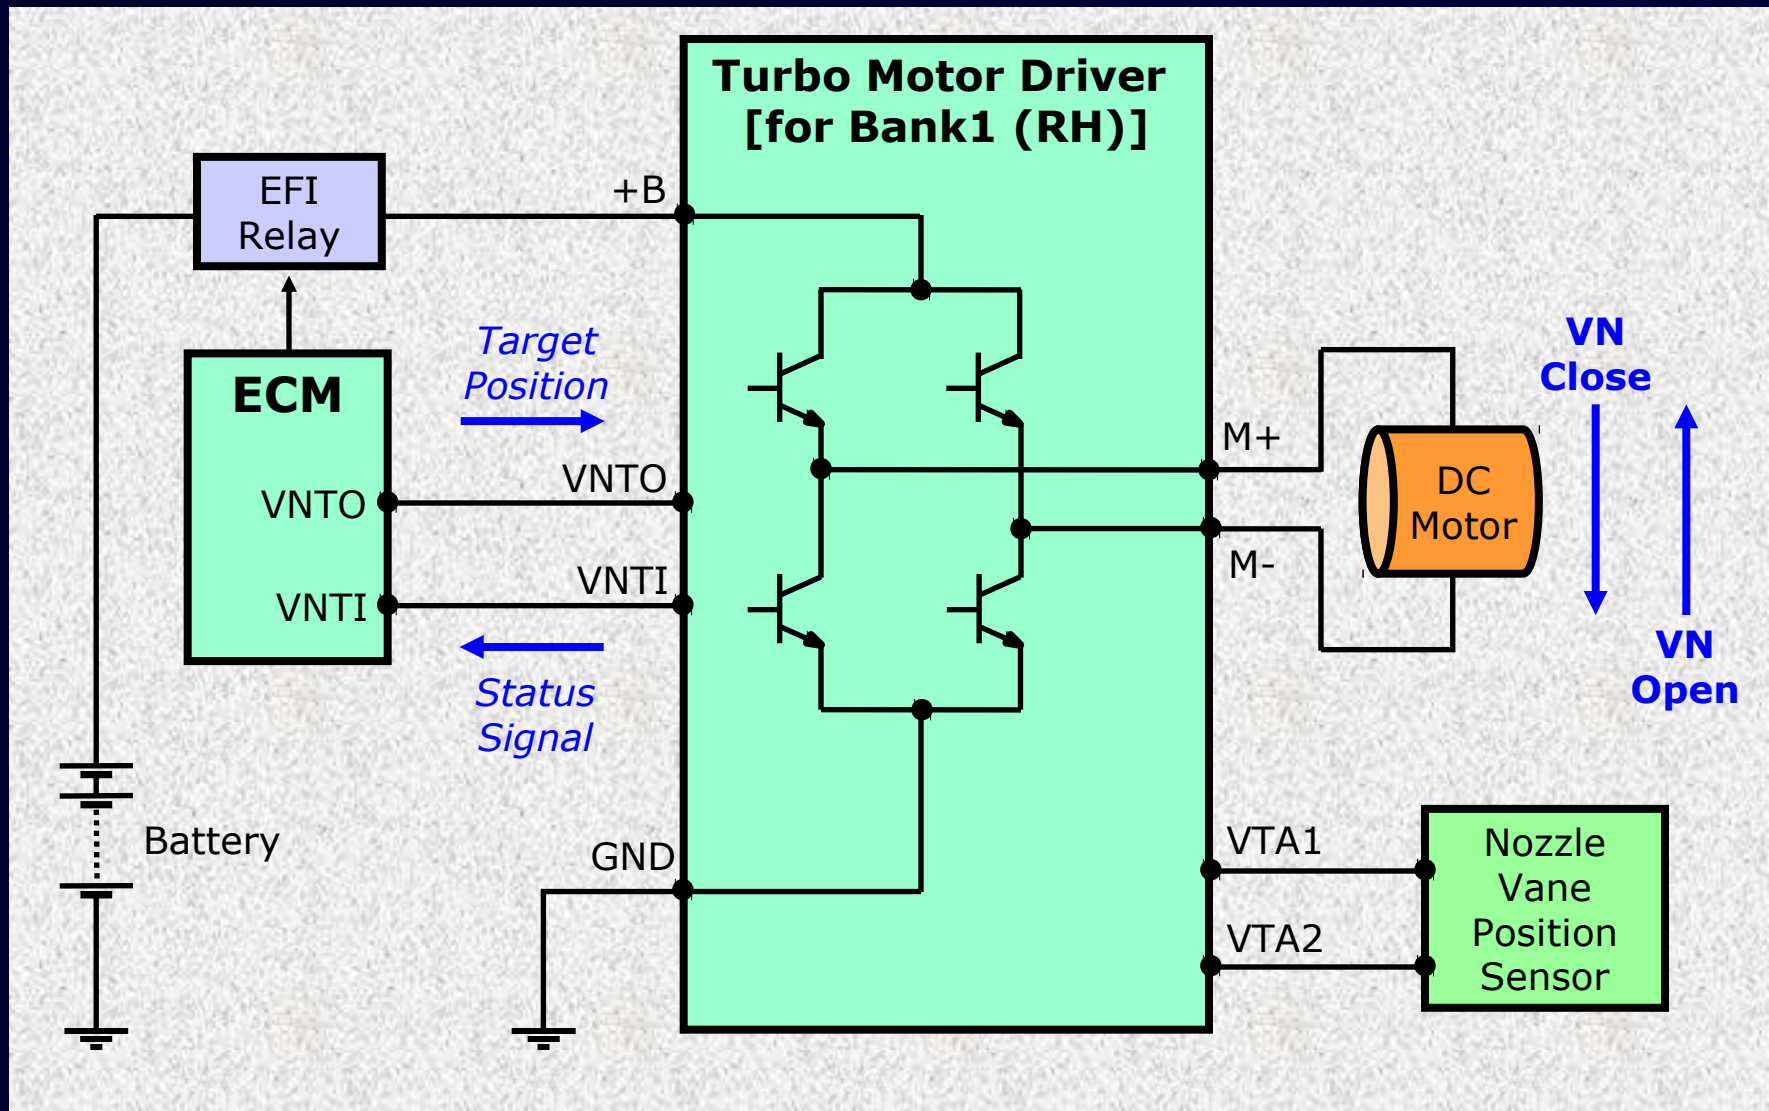 Turbo Motor Driver
[for Bank1 (RH)]
EFI
Relay
+B
Target
Position
ECM
VNTO
VNTO
VNTI
VNTI
Status
Signal
Battery
GND
M+
M-
DC
Motor
VN
Close
VN
Open
VTA1
VTA2
Nozzle
Vane
Position
Sensor